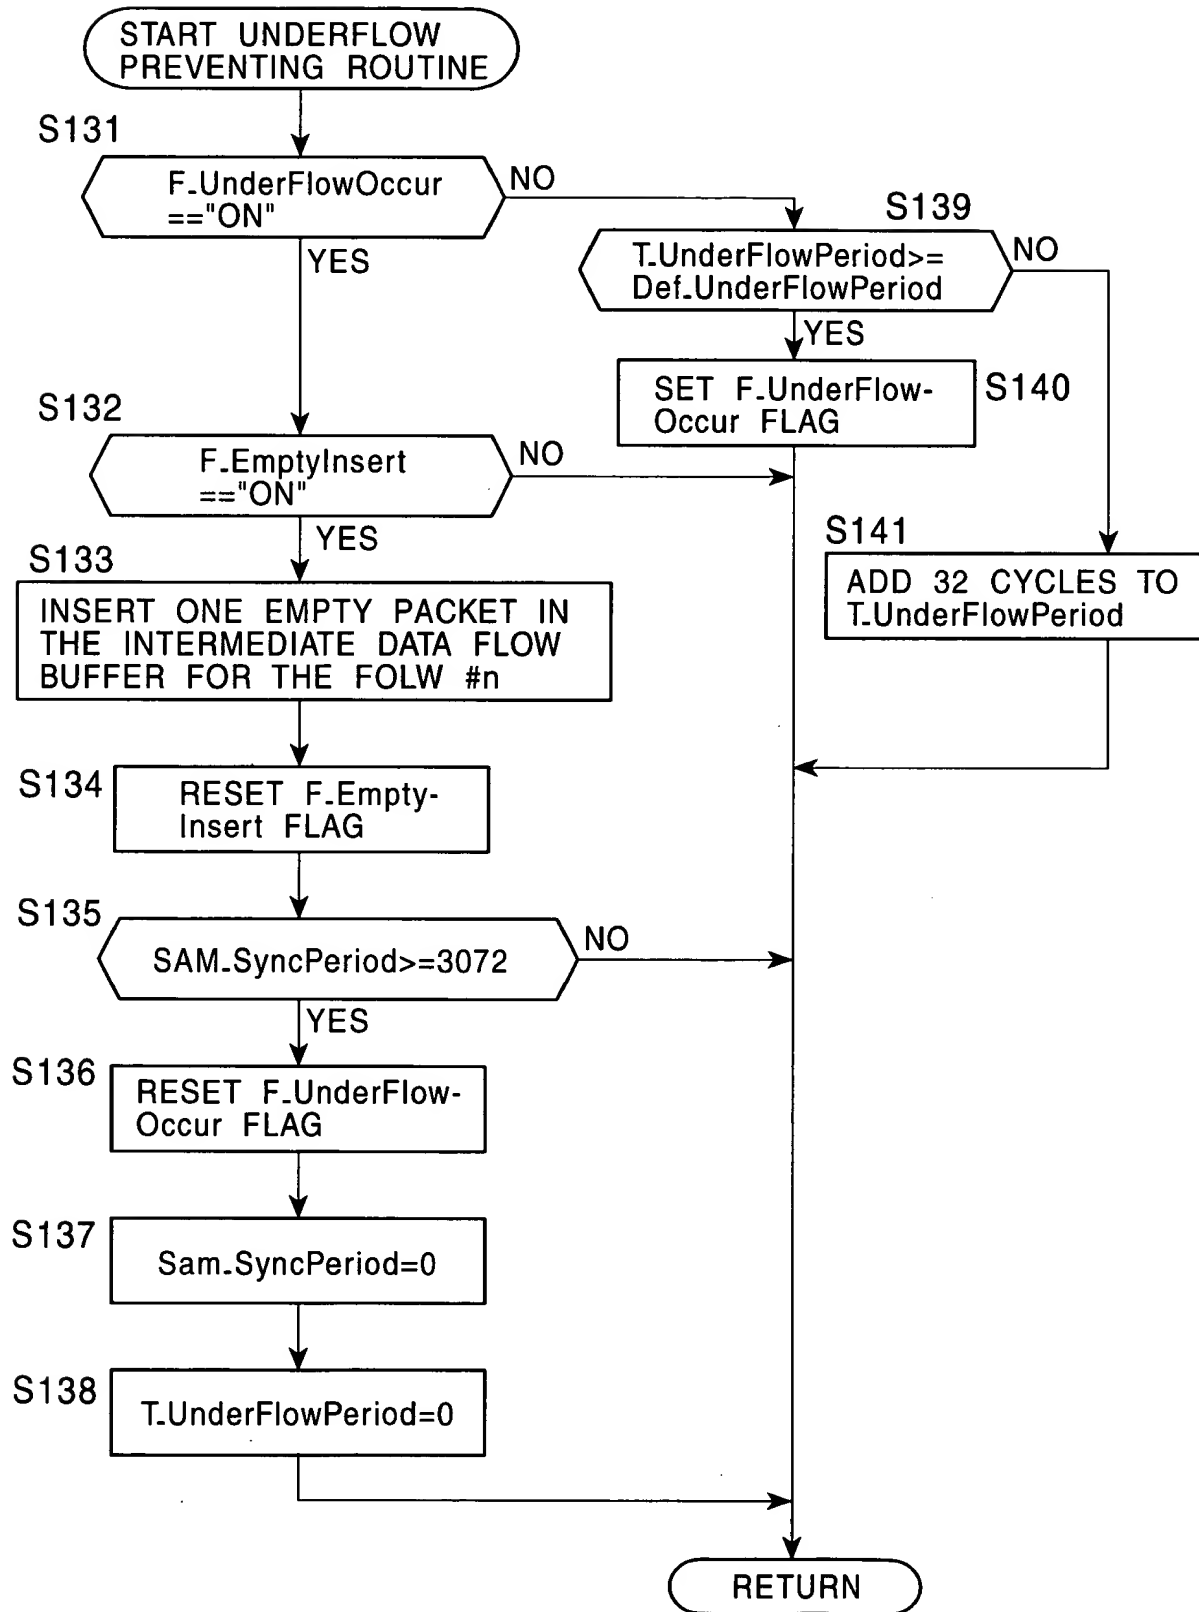 START UNDERFLOW
PREVENTING ROUTINE
S131
F_UnderFlowOccur
=="ON"
NO
YES
S139
T_UnderFlowPeriod>=
Def_UnderFlowPeriod
NO
YES
SET F_UnderFlow-
Occur FLAG
S140
S132
F_EmptyInsert
=="ON"
NO
YES
S141
ADD 32 CYCLES TO
T_UnderFlowPeriod
S133
INSERT ONE EMPTY PACKET IN
THE INTERMEDIATE DATA FLOW
BUFFER FOR THE FOLW #n
S134
RESET F_Empty-
Insert FLAG
S135
SAM_SyncPeriod>=3072
NO
YES
S136
RESET F_UnderFlow-
Occur FLAG
S137
Sam_SyncPeriod=0
S138
T_UnderFlowPeriod=0
RETURN